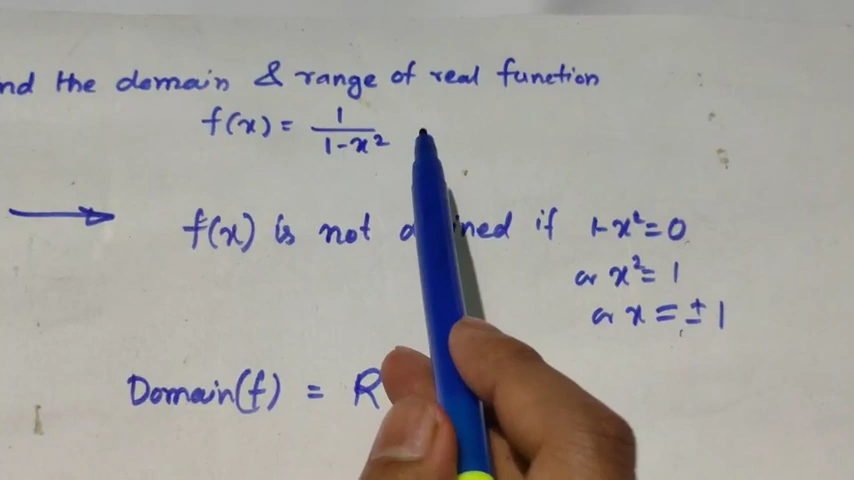 nd the domain & range of real function
f(x) = 1/(1-x²)
f(x) is not ned if 1-x²=0
or x²= 1
or x = ± 1
Domain(f) = R